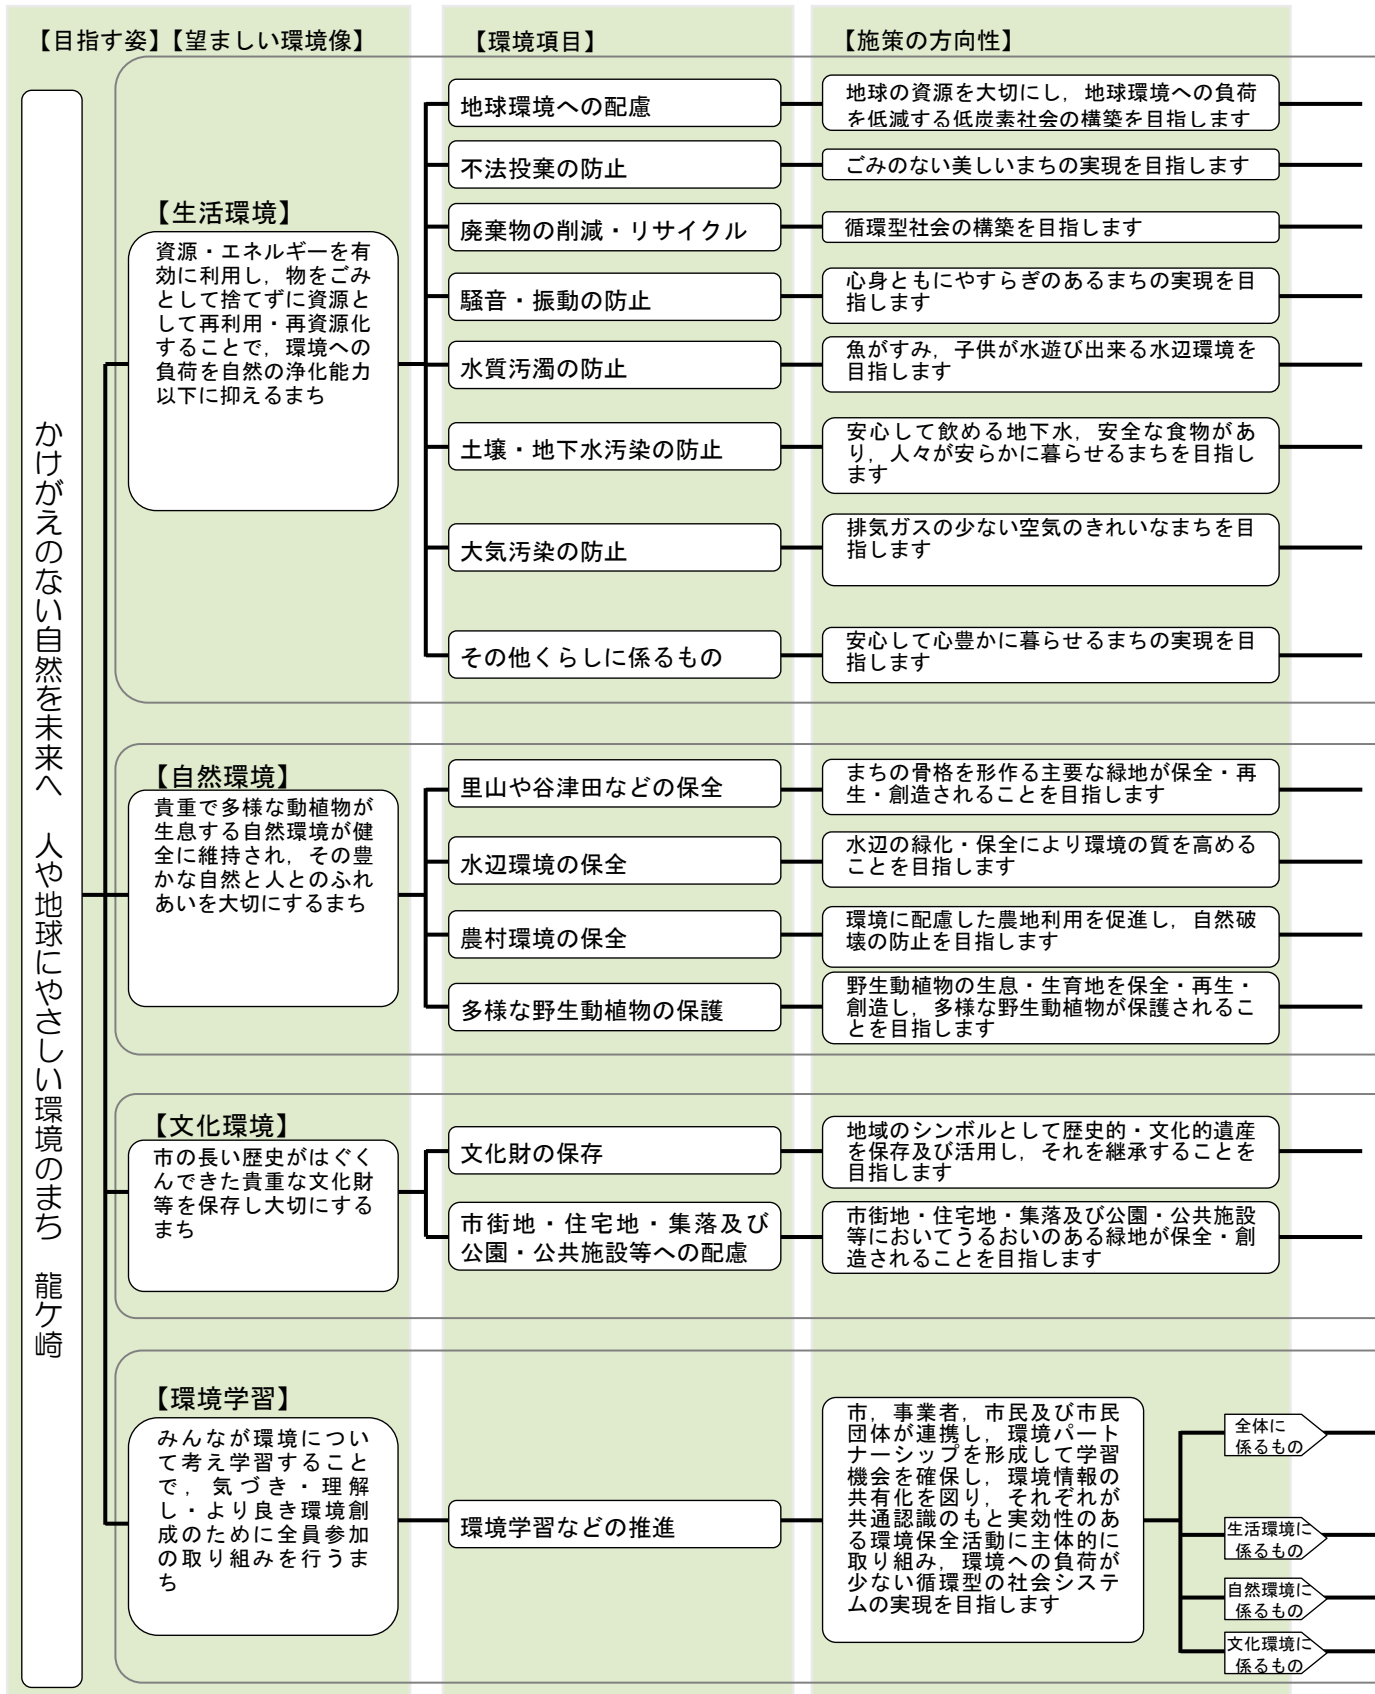 【目指す姿】【望ましい環境像】
【環境項目】
【施策の方向性】
かけがえのない自然を未来へ　人や地球にやさしい環境のまち　龍ケ崎
【生活環境】
資源・エネルギーを有
効に利用し，物をごみ
として捨てずに資源と
して再利用・再資源化
することで，環境への
負荷を自然の浄化能力
以下に抑えるまち
地球環境への配慮
地球の資源を大切にし，地球環境への負荷
を低減する低炭素社会の構築を目指します
不法投棄の防止
ごみのない美しいまちの実現を目指します
廃棄物の削減・リサイクル
循環型社会の構築を目指します
騒音・振動の防止
心身ともにやすらぎのあるまちの実現を目
指します
水質汚濁の防止
魚がすみ，子供が水遊び出来る水辺環境を
目指します
土壌・地下水汚染の防止
安心して飲める地下水，安全な食物があ
り，人々が安らかに暮らせるまちを目指し
ます
大気汚染の防止
排気ガスの少ない空気のきれいなまちを目
指します
その他くらしに係るもの
安心して心豊かに暮らせるまちの実現を目
指します
【自然環境】
貴重で多様な動植物が
生息する自然環境が健
全に維持され，その豊
かな自然と人とのふれ
あいを大切にするまち
里山や谷津田などの保全
まちの骨格を形作る主要な緑地が保全・再
生・創造されることを目指します
水辺環境の保全
水辺の緑化・保全により環境の質を高める
ことを目指します
農村環境の保全
環境に配慮した農地利用を促進し，自然破
壊の防止を目指します
多様な野生動植物の保護
野生動植物の生息・生育地を保全・再生・
創造し，多様な野生動植物が保護されるこ
とを目指します
【文化環境】
市の長い歴史がはぐく
んできた貴重な文化財
等を保存し大切にする
まち
文化財の保存
地域のシンボルとして歴史的・文化的遺産
を保存及び活用し，それを継承することを
目指します
市街地・住宅地・集落及び
公園・公共施設等への配慮
市街地・住宅地・集落及び公園・公共施設
等においてうるおいのある緑地が保全・創
造されることを目指します
【環境学習】
みんなが環境につい
て考え学習すること
で，気づき・理解
し・より良き環境創
成のために全員参加
の取り組みを行うま
ち
環境学習などの推進
市，事業者，市民及び市民
団体が連携し，環境パート
ナーシップを形成して学習
機会を確保し，環境情報の
共有化を図り，それぞれが
共通認識のもと実効性のあ
る環境保全活動に主体的に
取り組み，環境への負荷が
少ない循環型の社会システ
ムの実現を目指します
全体に
係るもの
生活環境に
係るもの
自然環境に
係るもの
文化環境に
係るもの